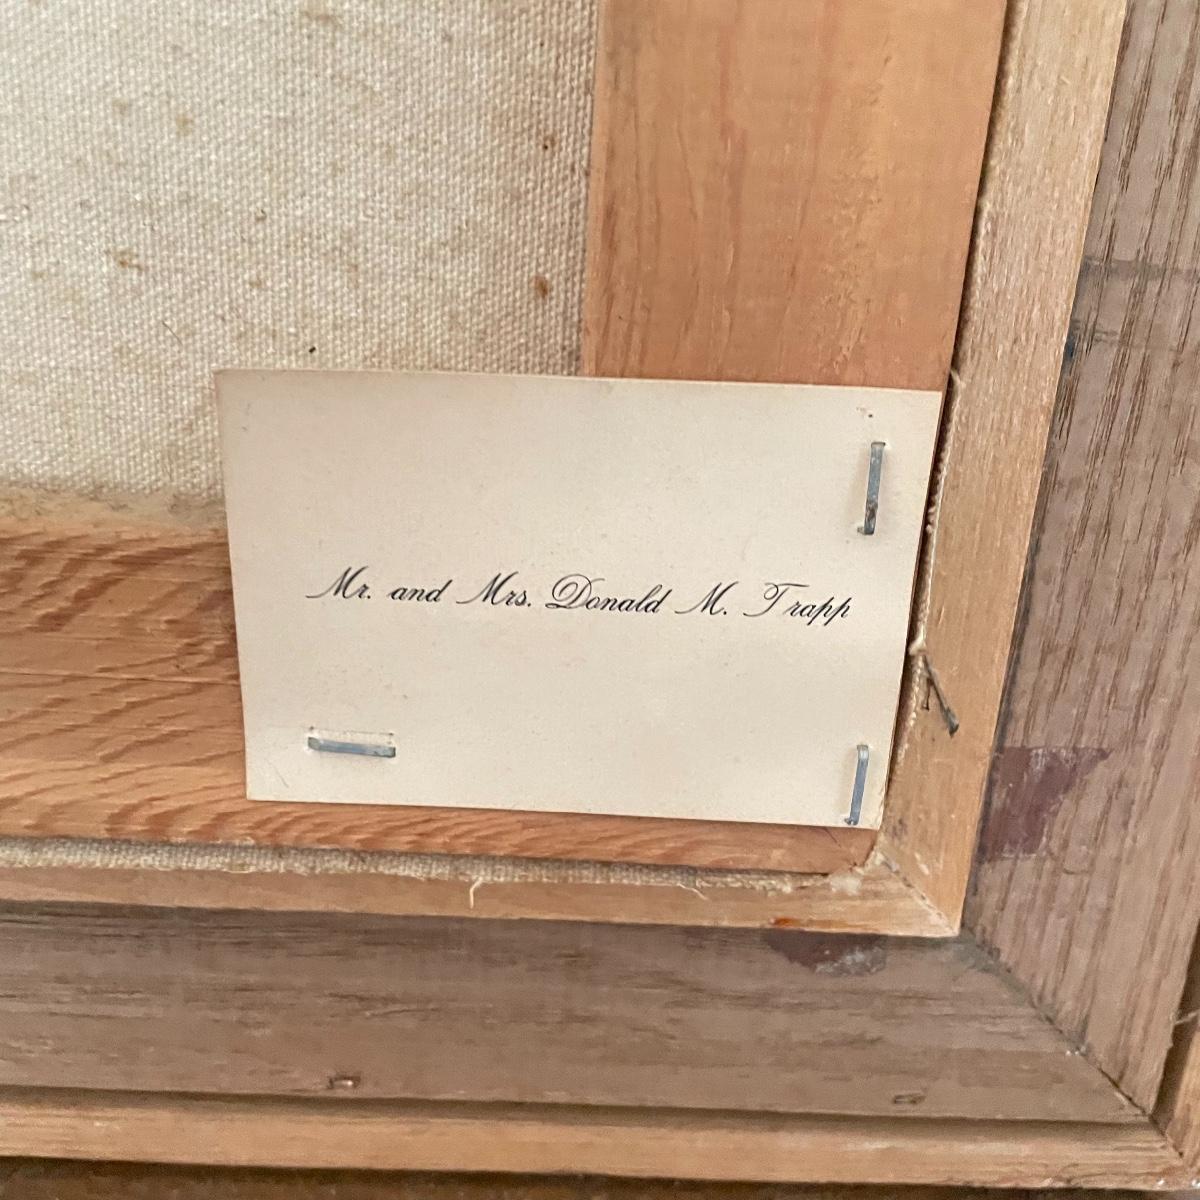 Mr. and Mrs. Donald M. Trapp